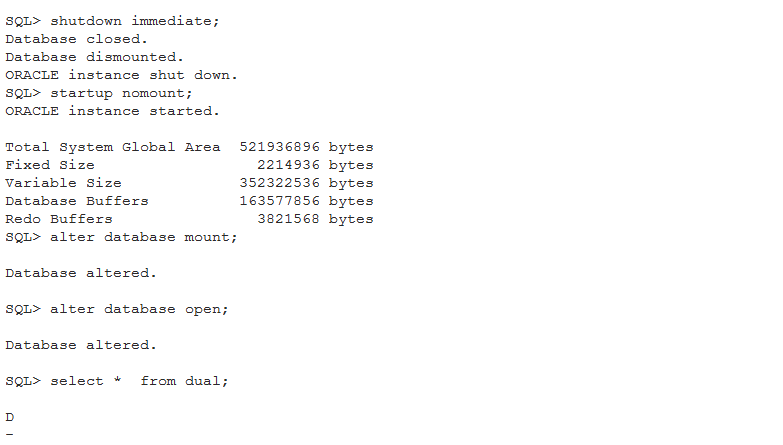 SQL> shutdown immediate;
Database closed.
Database dismounted.
ORACLE instance shut down.
SQL> startup nomount;
ORACLE instance started.
Total System Global Area  521936896 bytes
Fixed Size                  2214936 bytes
Variable Size             352322536 bytes
Database Buffers          163577856 bytes
Redo Buffers                3821568 bytes
SQL> alter database mount;
Database altered.
SQL> alter database open;
Database altered.
SQL> select *  from dual;
D
-